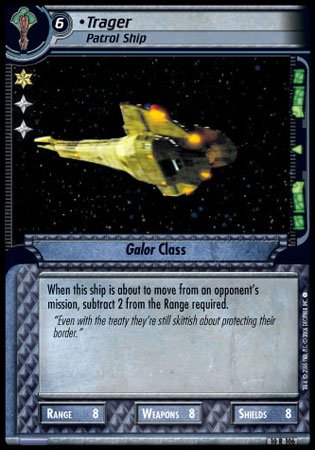 6
•Trager
Patrol Ship
Galor Class
When this ship is about to move from an opponent's
mission, subtract 2 from the Range required.
"Even with the treaty they're still skittish about protecting their
border."
RANGE 8 WEAPONS 8 SHIELDS 8
10 R 106